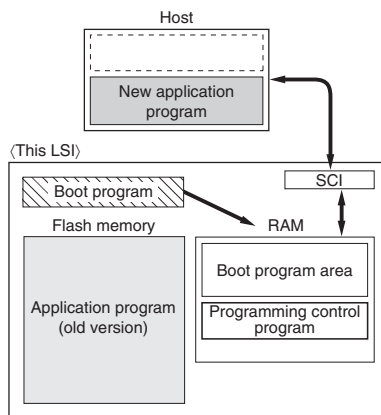 Host
New application
program
〈This LSI〉
Boot program
SCI
Flash memory
RAM
Application program
(old version)
Boot program area
Programming control
program